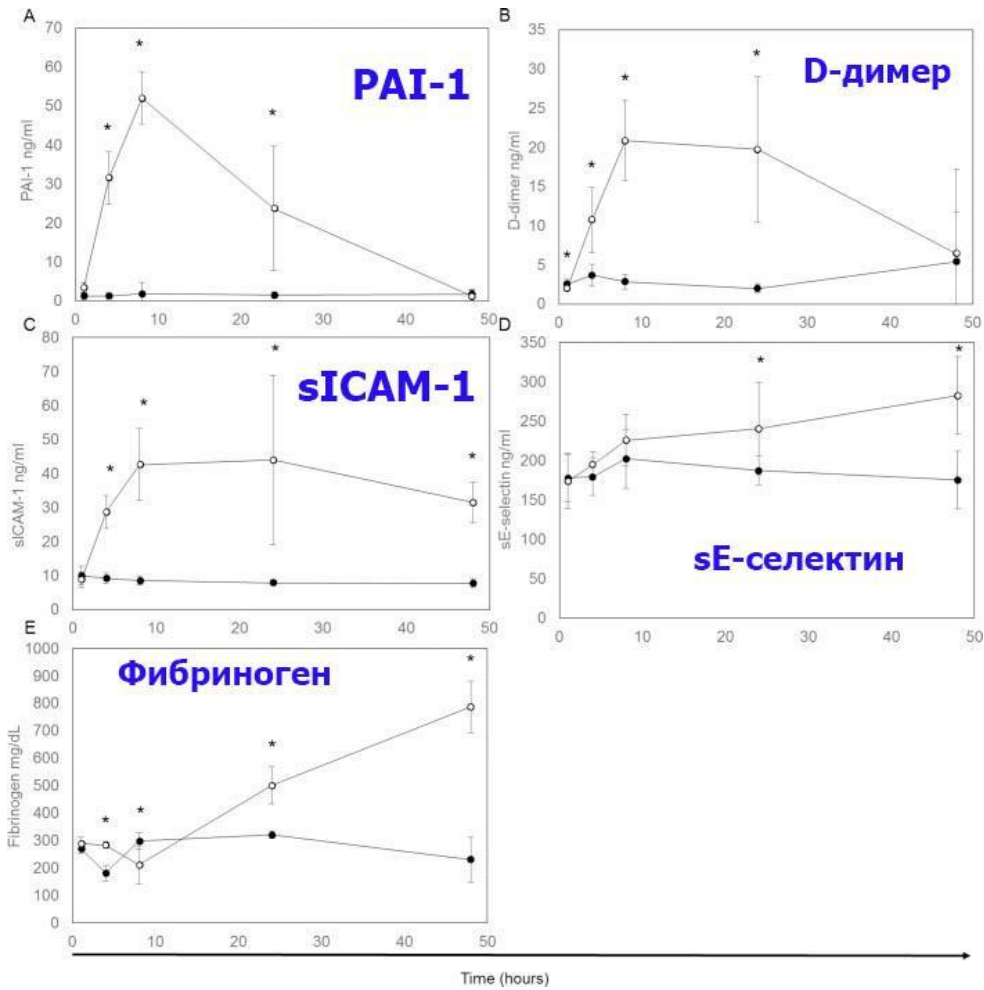 A
70
60
50
40
30
20
10
0
PAI-1 ng/ml
*
*
*
PAI-1
0 10 20 30 40 50
B
35
30
25
20
15
10
5
0
D-dimer ng/ml
*
*
*
*
D-димер
0 10 20 30 40 50
C
80
70
60
50
40
30
20
10
0
sICAM-1 ng/ml
*
*
*
*
sICAM-1
0 10 20 30 40 50
D
350
300
250
200
150
100
50
0
sE-selectin ng/ml
*
*
sE-селектин
0 10 20 30 40 50
E
1000
900
800
700
600
500
400
300
200
100
0
Fibrinogen mg/dL
Фибриноген
*
*
*
*
0 10 20 30 40 50
Time (hours)